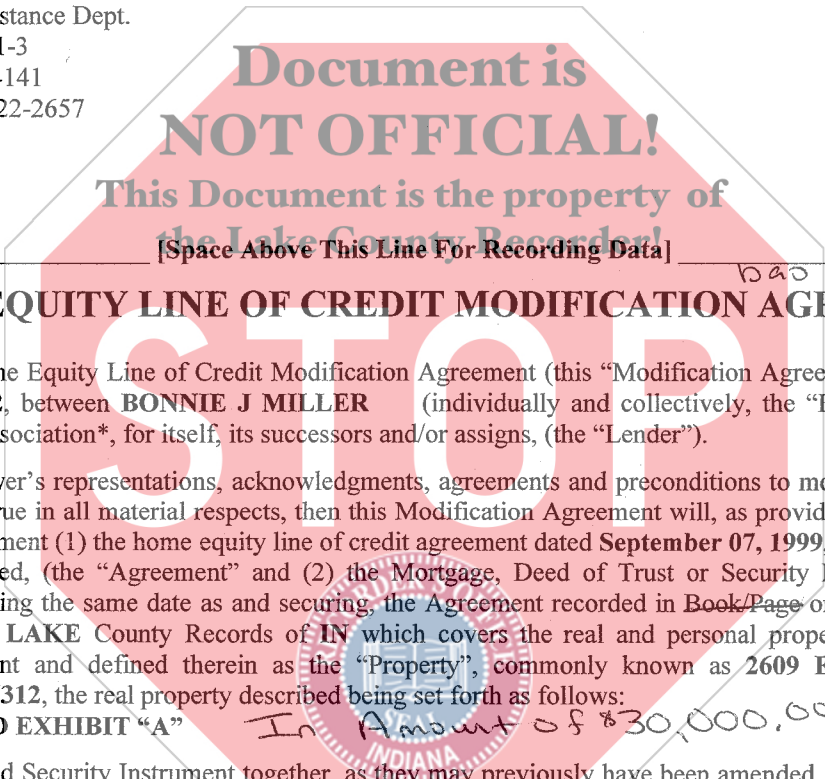 stance Dept.
1-3
-141
22-2657
Document is
NOT OFFICIAL!
This Document is the property of
the Lake County Recorder!
[Space Above This Line For Recording Data]
EQUITY LINE OF CREDIT MODIFICATION AGE
ne Equity Line of Credit Modification Agreement (this “Modification Agree
, between BONNIE J MILLER (individually and collectively, the “
ssociation*, for itself, its successors and/or assigns, (the “Lender”).
STOP
ver’s representations, acknowledgments, agreements and preconditions to m
rue in all material respects, then this Modification Agreement will, as provid
ment (1) the home equity line of credit agreement dated September 07, 1999,
ed, (the “Agreement” and (2) the Mortgage, Deed of Trust or Security
ing the same date as and securing, the Agreement recorded in Book/Page o
LAKE County Records of IN which covers the real and personal prope
nt and defined therein as the “Property”, commonly known as 2609 E
312, the real property described being set forth as follows:
EXHIBIT “A” In Amount of $30,000.00
RECORDER'S OFFICE
SEAL
INDIANA
d Security Instrument together, as they may previously have been amended